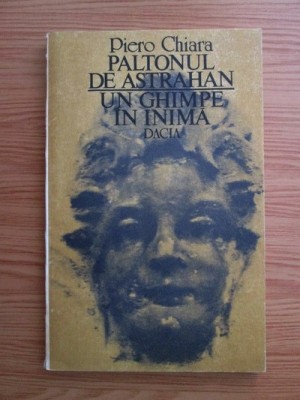 Piero Chiara
PALTONUL
DE ASTRAHAN
UN GHIMPE
ÎN INIMĂ
DACIA